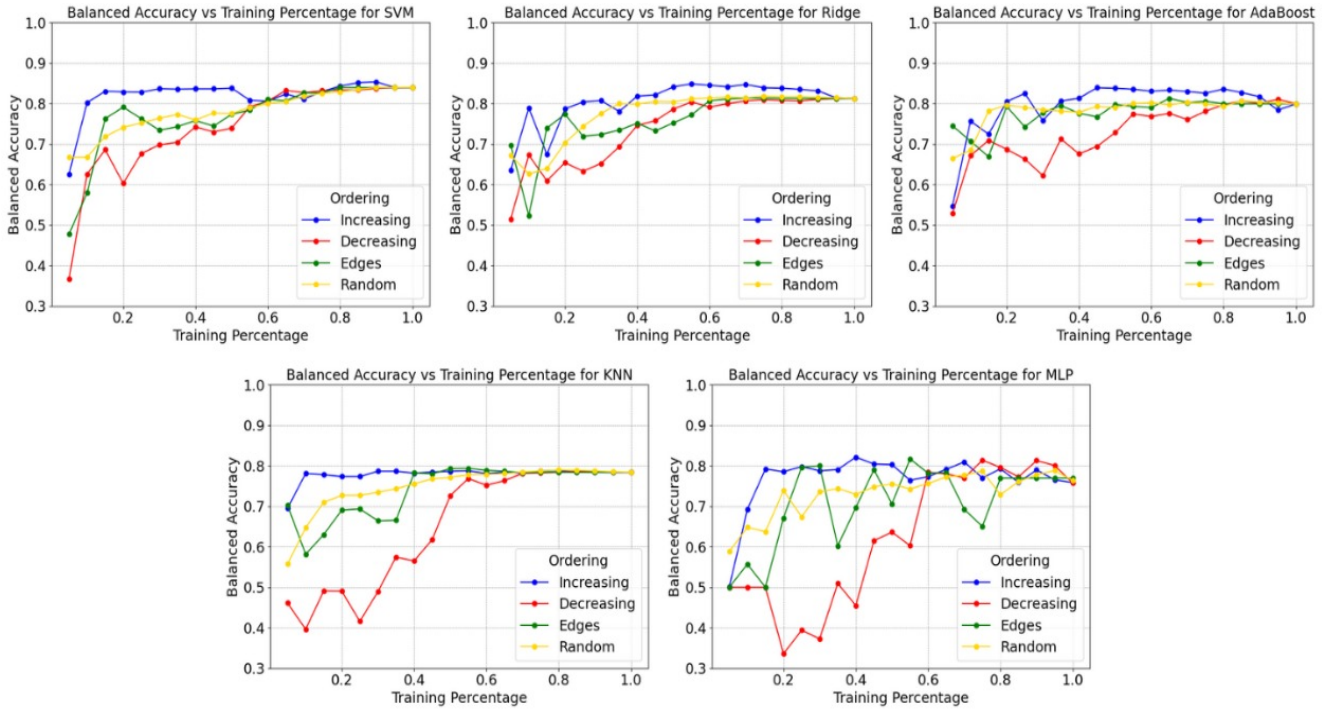 Balanced Accuracy vs Training Percentage for SVM
1.0
0.9
0.8
0.7
0.6
0.5
0.4
0.3
Balanced Accuracy
Ordering
Increasing
Decreasing
Edges
Random
0.2
0.4
0.6
0.8
1.0
Training Percentage
Balanced Accuracy vs Training Percentage for Ridge
1.0
0.9
0.8
0.7
0.6
0.5
0.4
0.3
Balanced Accuracy
Ordering
Increasing
Decreasing
Edges
Random
0.2
0.4
0.6
0.8
1.0
Training Percentage
Balanced Accuracy vs Training Percentage for AdaBoost
1.0
0.9
0.8
0.7
0.6
0.5
0.4
0.3
Balanced Accuracy
Ordering
Increasing
Decreasing
Edges
Random
0.2
0.4
0.6
0.8
1.0
Training Percentage
Balanced Accuracy vs Training Percentage for KNN
1.0
0.9
0.8
0.7
0.6
0.5
0.4
0.3
Balanced Accuracy
Ordering
Increasing
Decreasing
Edges
Random
0.2
0.4
0.6
0.8
1.0
Training Percentage
Balanced Accuracy vs Training Percentage for MLP
1.0
0.9
0.8
0.7
0.6
0.5
0.4
0.3
Balanced Accuracy
Ordering
Increasing
Decreasing
Edges
Random
0.2
0.4
0.6
0.8
1.0
Training Percentage